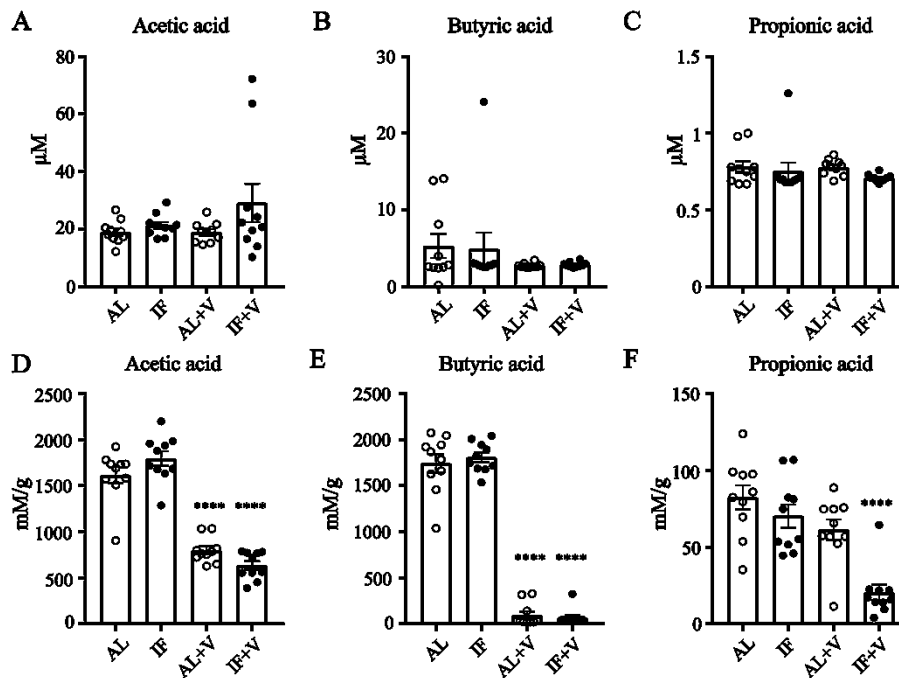 A
Acetic acid
80
60
40
20
0
μM
AL
IF
AL+V
IF+V
B
Butyric acid
30
20
10
0
μM
AL
IF
AL+V
IF+V
C
Propionic acid
1.5
1
0.5
0
μM
AL
IF
AL+V
IF+V
D
Acetic acid
2500
2000
1500
1000
500
0
mM/g
**** ****
AL
IF
AL+V
IF+V
E
Butyric acid
2500
2000
1500
1000
500
0
mM/g
**** ****
AL
IF
AL+V
IF+V
F
Propionic acid
150
100
50
0
mM/g
****
AL
IF
AL+V
IF+V